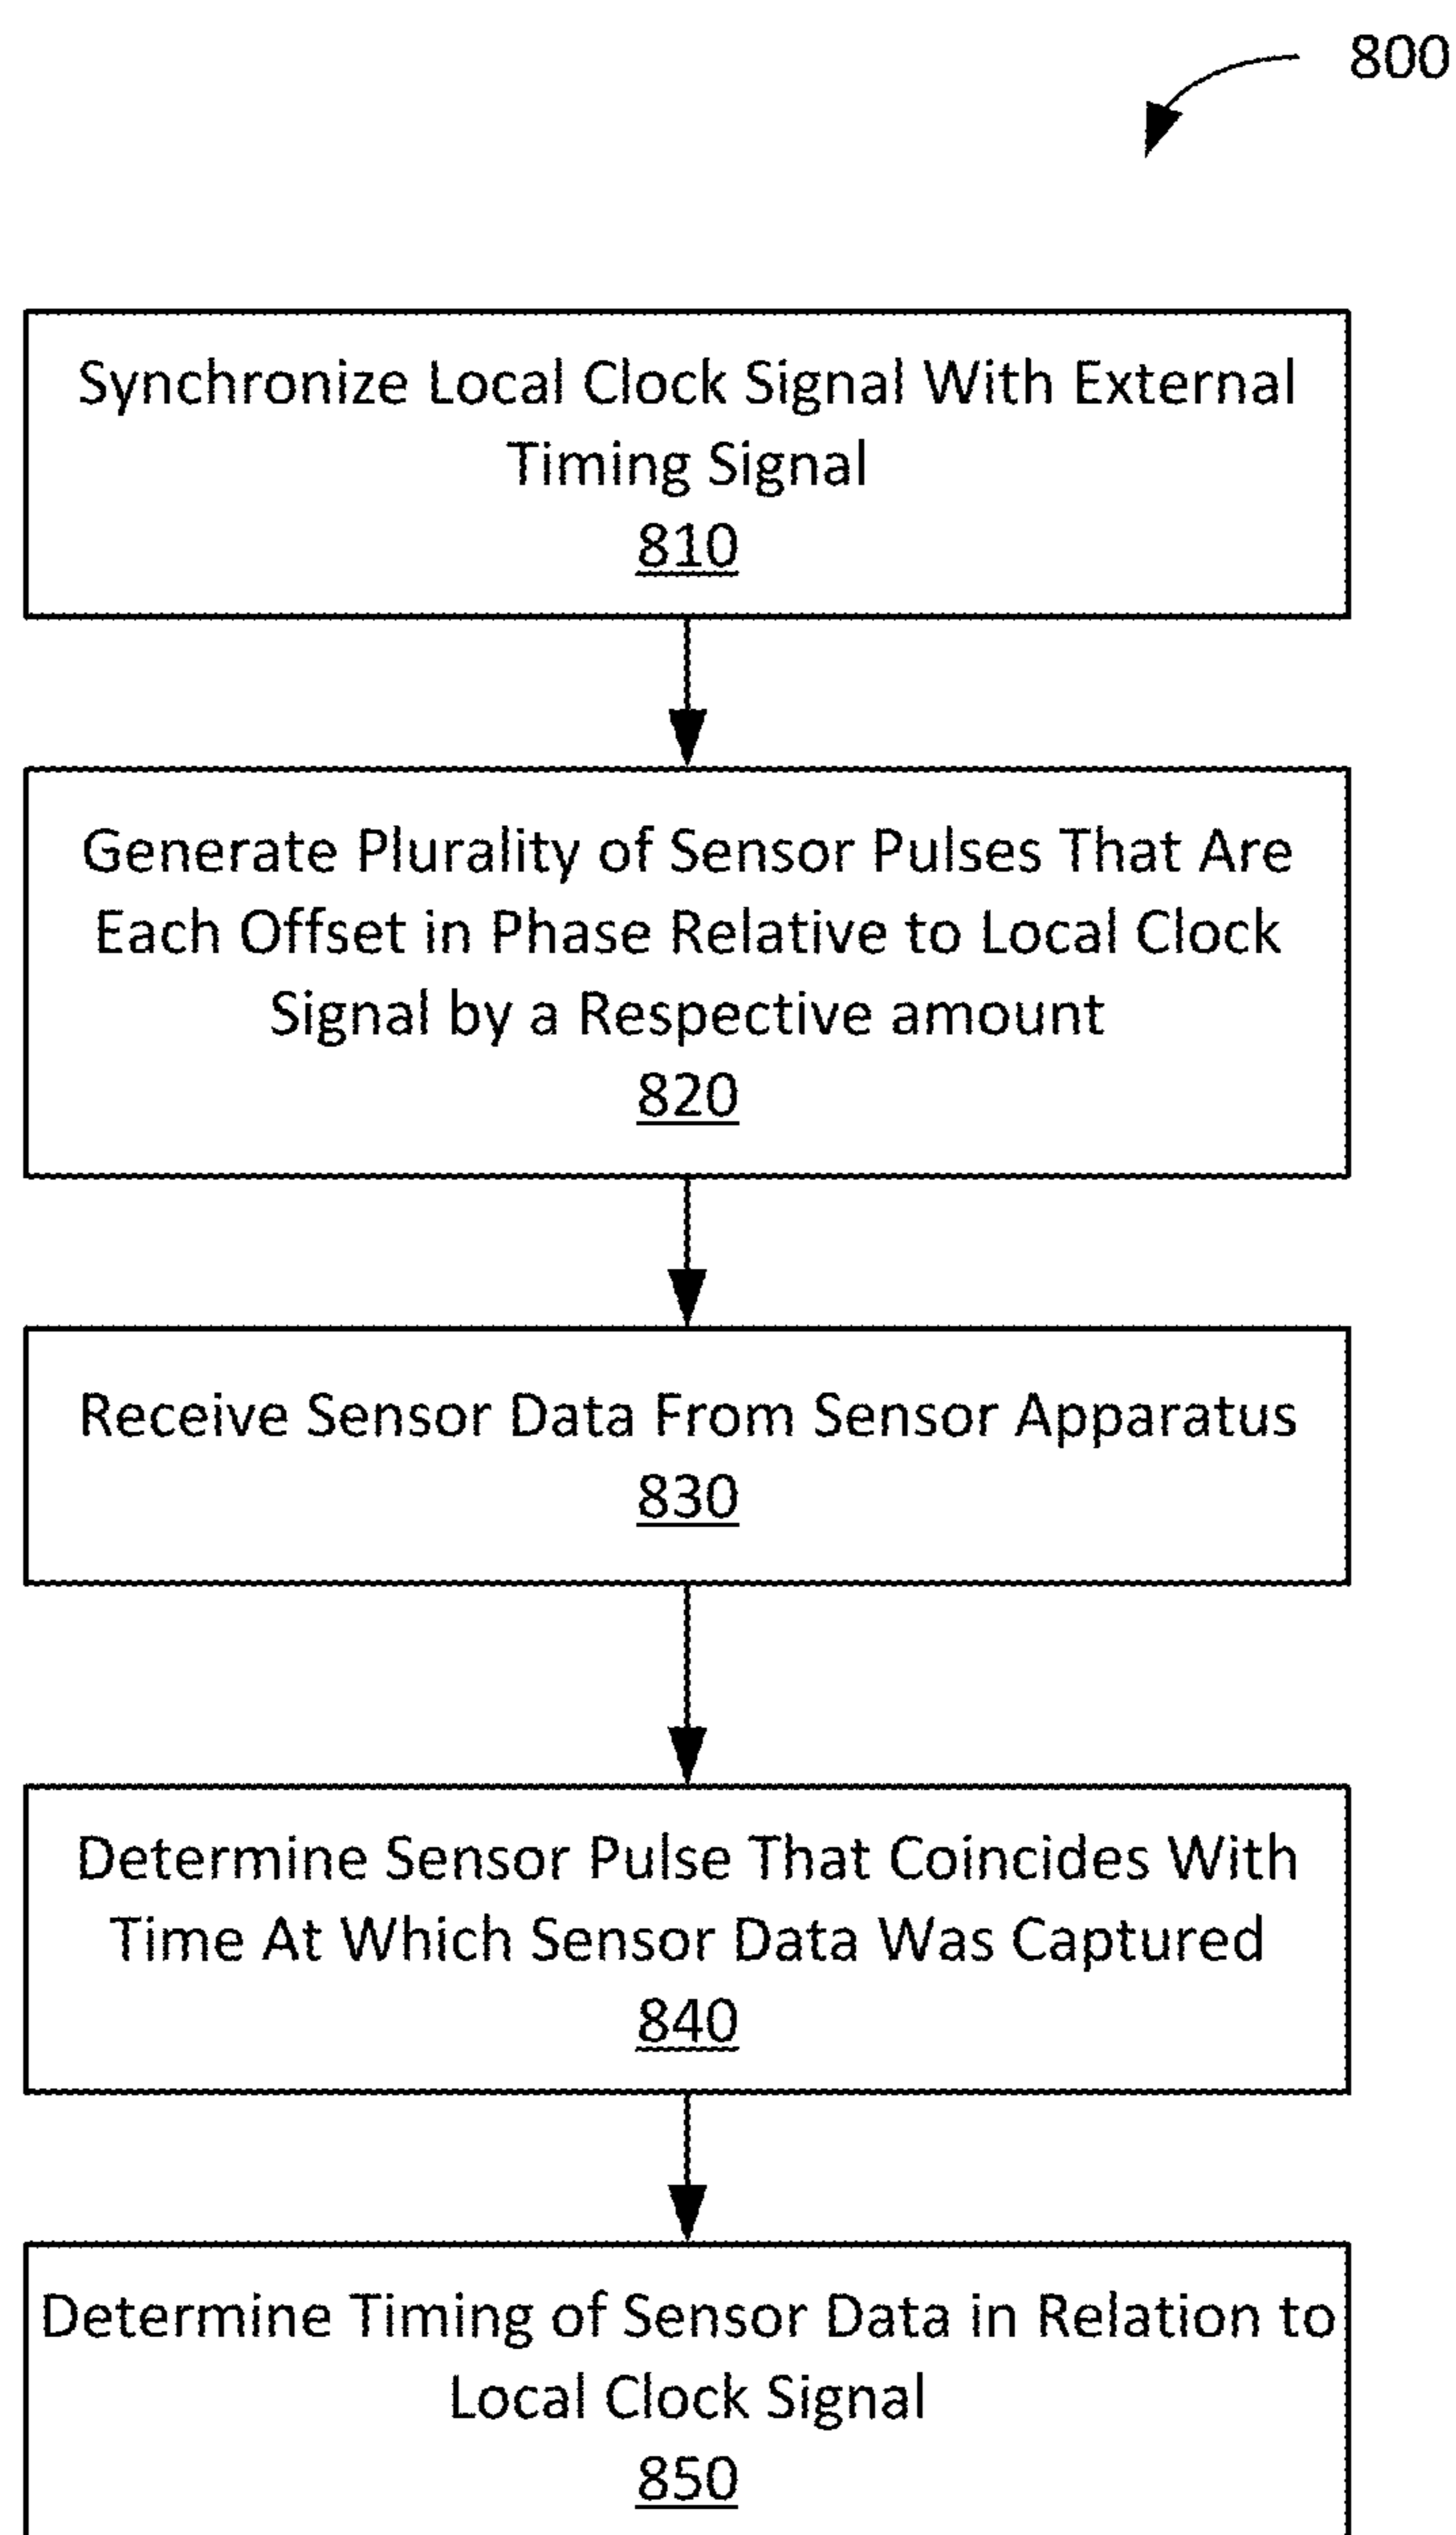 800
Synchronize Local Clock Signal With External
Timing Signal
810
Generate Plurality of Sensor Pulses That Are
Each Offset in Phase Relative to Local Clock
Signal by a Respective amount
820
Receive Sensor Data From Sensor Apparatus
830
Determine Sensor Pulse That Coincides With
Time At Which Sensor Data Was Captured
840
Determine Timing of Sensor Data in Relation to
Local Clock Signal
850